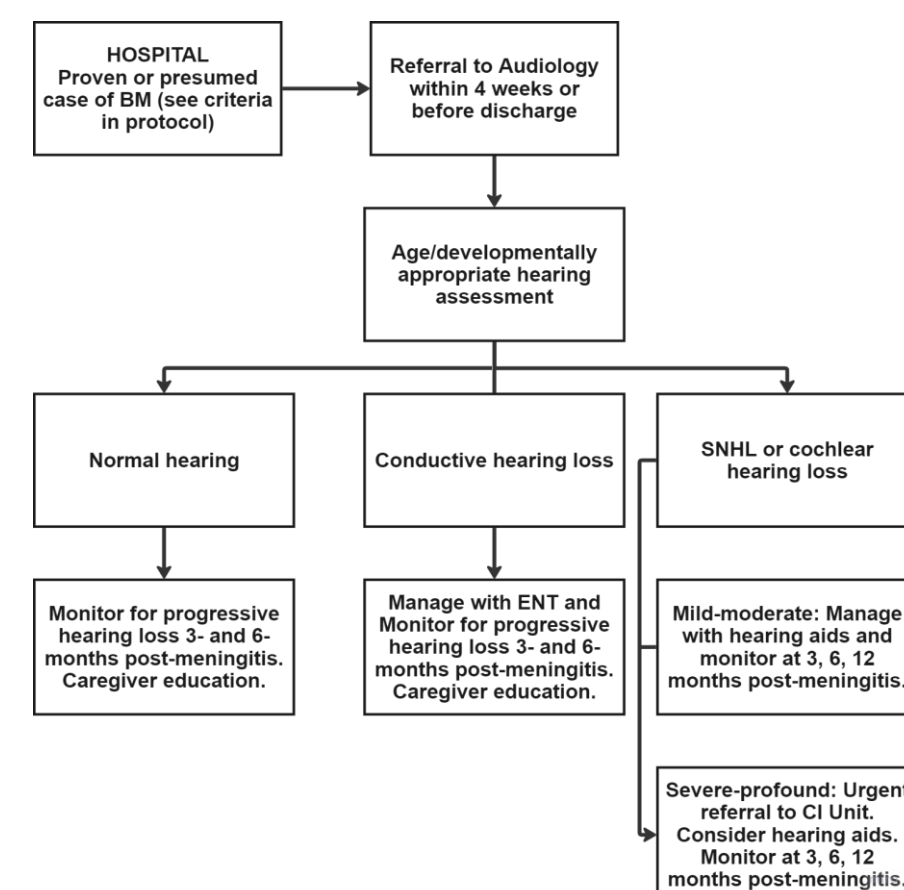 HOSPITAL
Proven or presumed
case of BM (see criteria
in protocol)
Referral to Audiology
within 4 weeks or
before discharge
Age/developmentally
appropriate hearing
assessment
Normal hearing
Conductive hearing loss
SNHL or cochlear
hearing loss
Monitor for progressive
hearing loss 3- and 6-
months post-meningitis.
Caregiver education.
Manage with ENT and
Monitor for progressive
hearing loss 3- and 6-
months post-meningitis.
Caregiver education.
Mild-moderate: Manage
with hearing aids and
monitor at 3, 6, 12
months post-meningitis.
Severe-profound: Urgent
referral to CI Unit.
Consider hearing aids.
Monitor at 3, 6, 12
months post-meningitis.